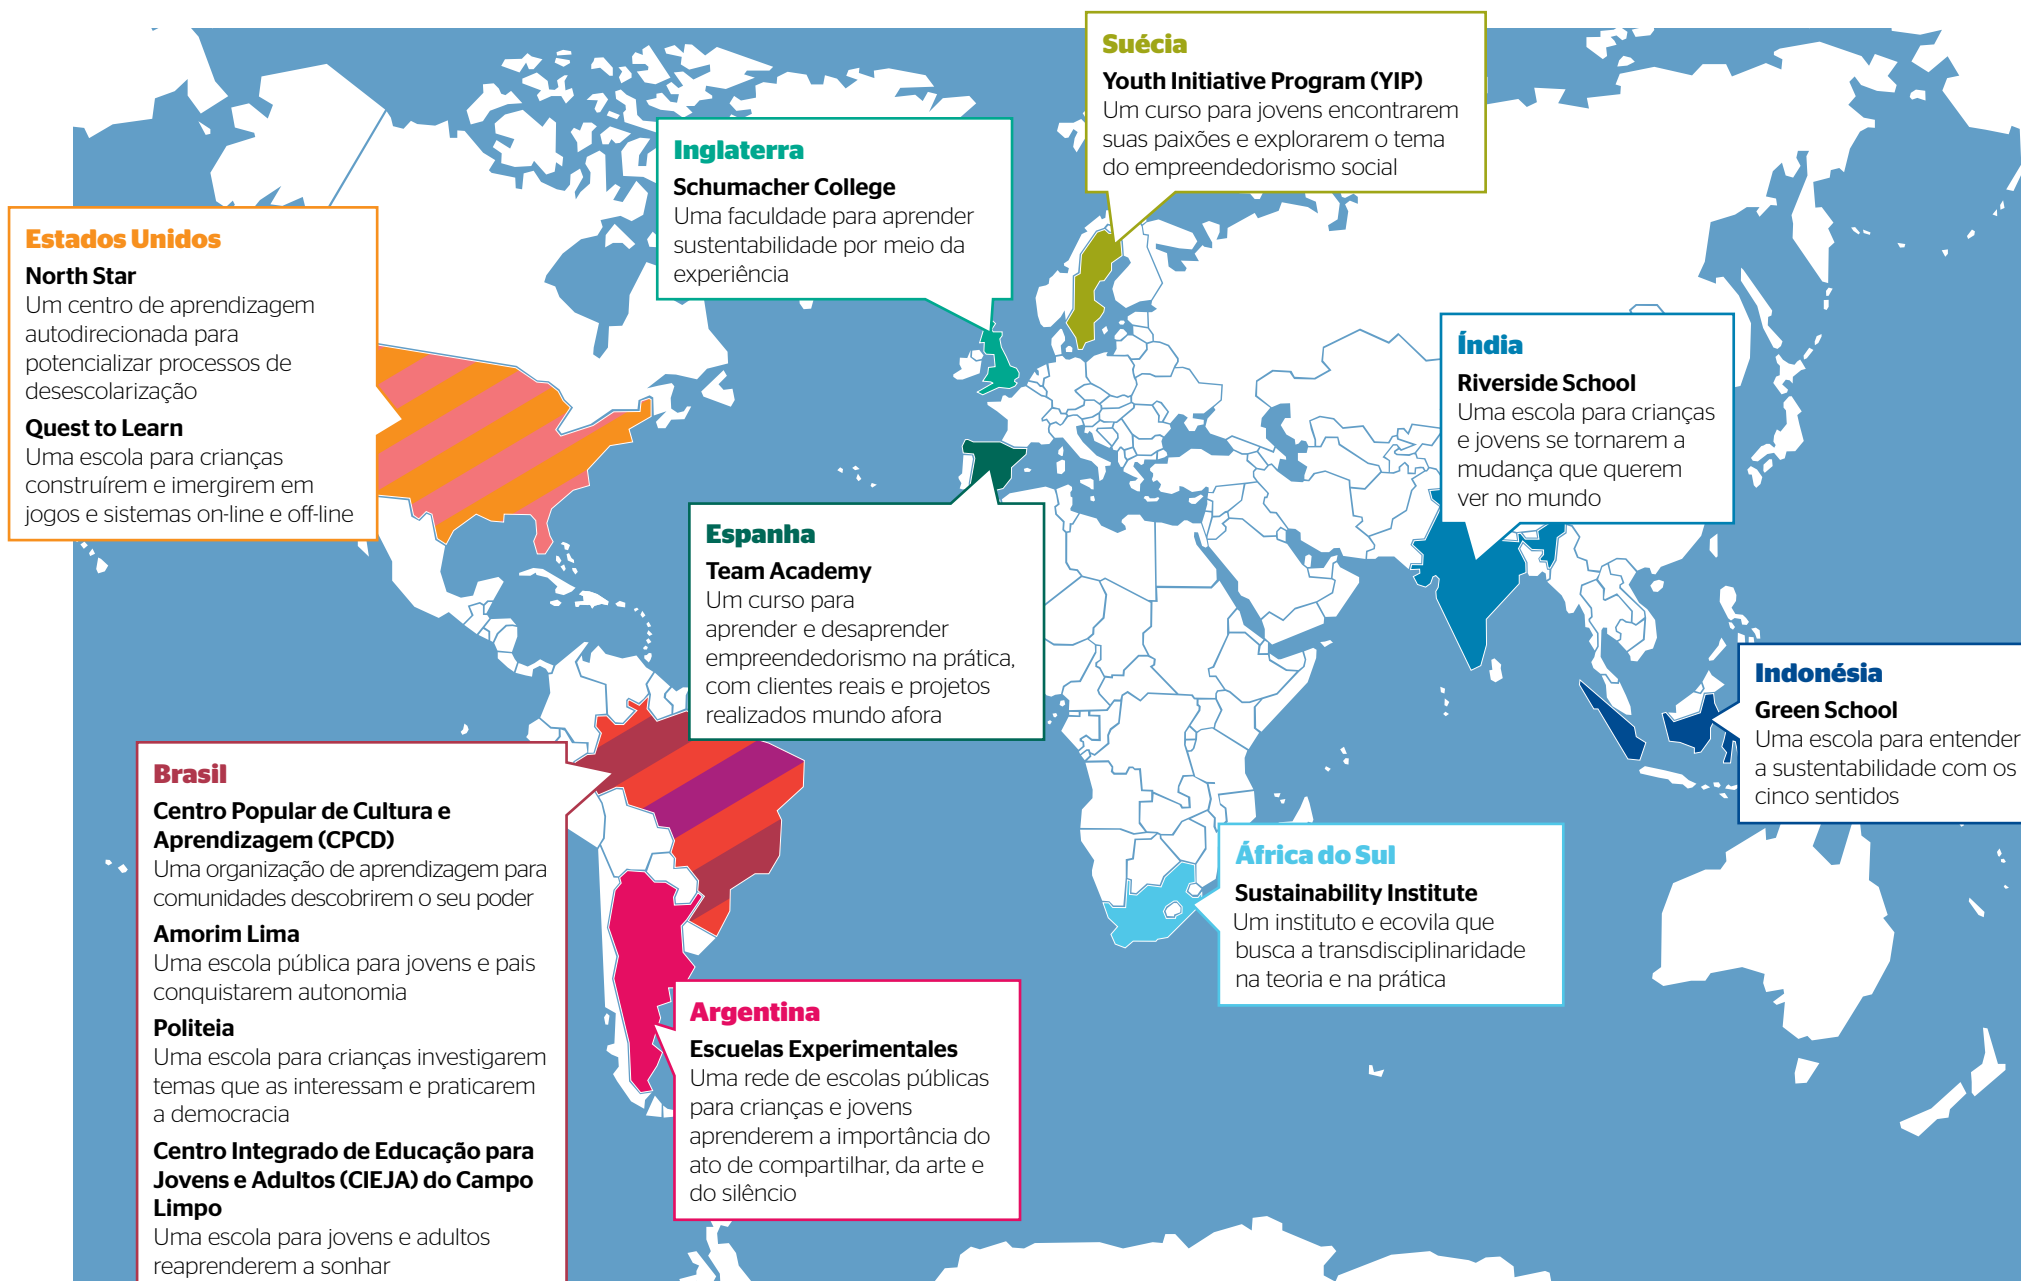 Suécia
Youth Initiative Program (YIP)
Um curso para jovens encontrarem
suas paixões e explorarem o tema
do empreendedorismo social
Inglaterra
Schumacher College
Uma faculdade para aprender
sustentabilidade por meio da
experiência
Estados Unidos
North Star
Um centro de aprendizagem
autodirecionada para
potencializar processos de
desescolarização
Quest to Learn
Uma escola para crianças
construírem e imergirem em
jogos e sistemas on-line e off-line
Índia
Riverside School
Uma escola para crianças
e jovens se tornarem a
mudança que querem
ver no mundo
Espanha
Team Academy
Um curso para
aprender e desaprender
empreendedorismo na prática,
com clientes reais e projetos
realizados mundo afora
Indonésia
Green School
Uma escola para entender
a sustentabilidade com os
cinco sentidos
Brasil
Centro Popular de Cultura e
Aprendizagem (CPCD)
Uma organização de aprendizagem para
comunidades descobrirem o seu poder
Amorim Lima
Uma escola pública para jovens e pais
conquistarem autonomia
Politeia
Uma escola para crianças investigarem
temas que as interessam e praticarem
a democracia
Centro Integrado de Educação para
Jovens e Adultos (CIEJA) do Campo
Limpo
Uma escola para jovens e adultos
reaprenderem a sonhar
África do Sul
Sustainability Institute
Um instituto e ecovila que
busca a transdisciplinaridade
na teoria e na prática
Argentina
Escuelas Experimentales
Uma rede de escolas públicas
para crianças e jovens
aprenderem a importância do
ato de compartilhar, da arte e
do silêncio